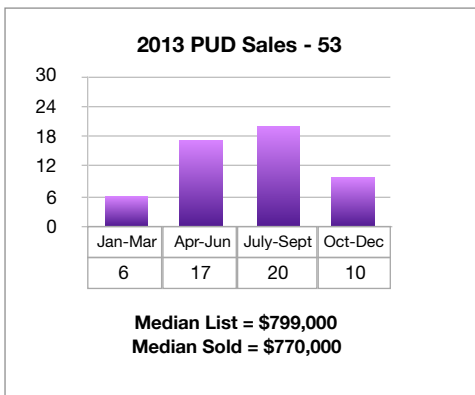 2013 PUD Sales - 53
30
24
18
12
6
0
Jan-Mar Apr-Jun July-Sept Oct-Dec
6 17 20 10
Median List = $799,000
Median Sold = $770,000